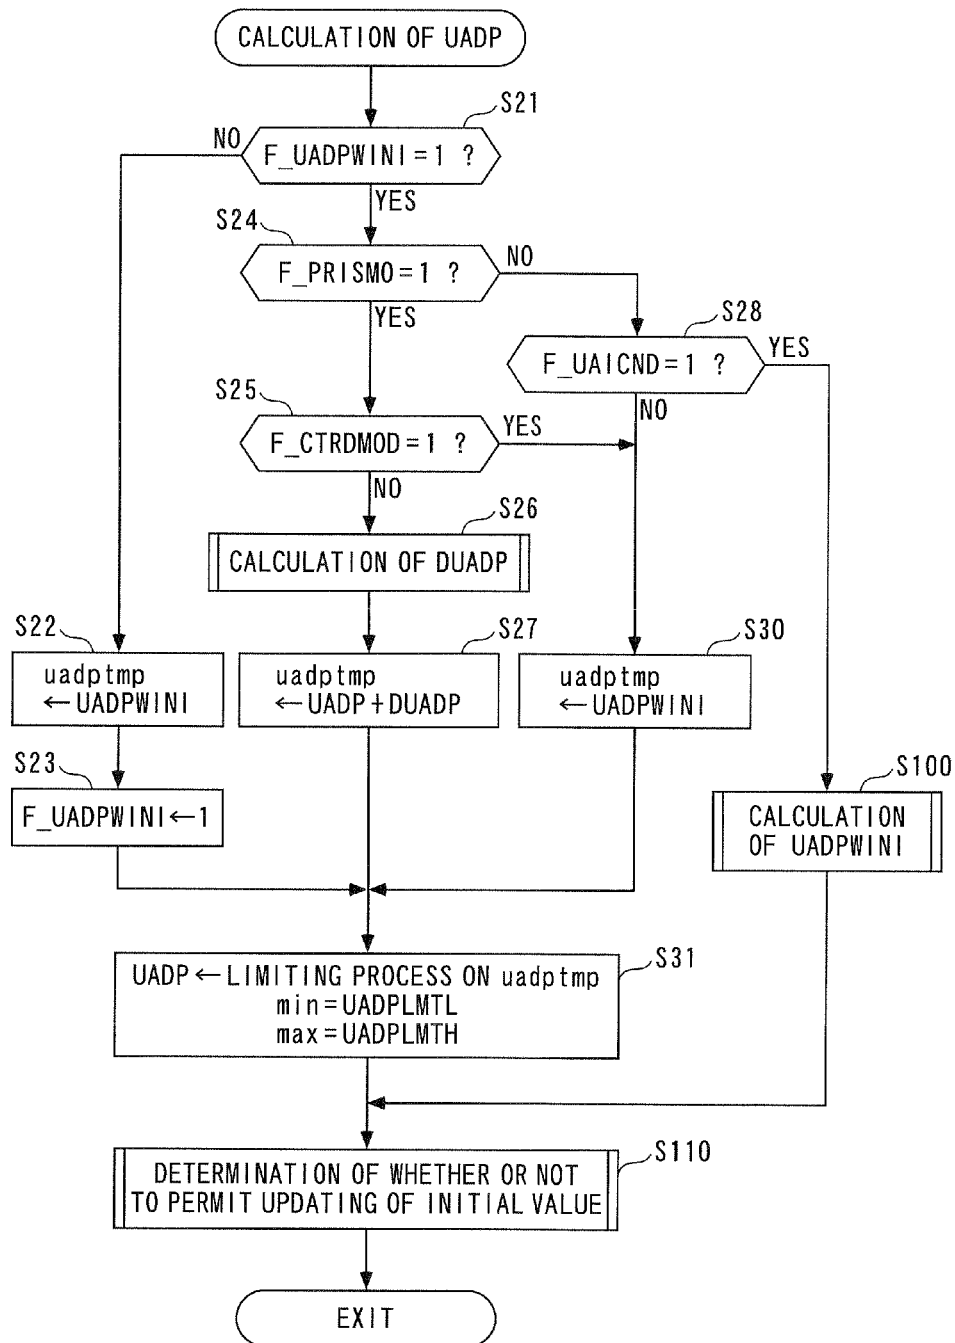 CALCULATION OF UADP
S21
NO
F_UADPWINI=1 ?
YES
S24
NO
F_PRISMO=1 ?
YES
S28
YES
F_UAICND=1 ?
NO
S25
YES
F_CTRDMOD=1 ?
NO
S26
CALCULATION OF DUADP
S22
uadptmp
←UADPWINI
S27
uadptmp
←UADP+DUADP
S30
uadptmp
←UADPWINI
S23
F_UADPWINI←1
S100
CALCULATION
OF UADPWINI
S31
UADP←LIMITING PROCESS ON uadptmp
min=UADPLMTL
max=UADPLMTH
S110
DETERMINATION OF WHETHER OR NOT
TO PERMIT UPDATING OF INITIAL VALUE
EXIT